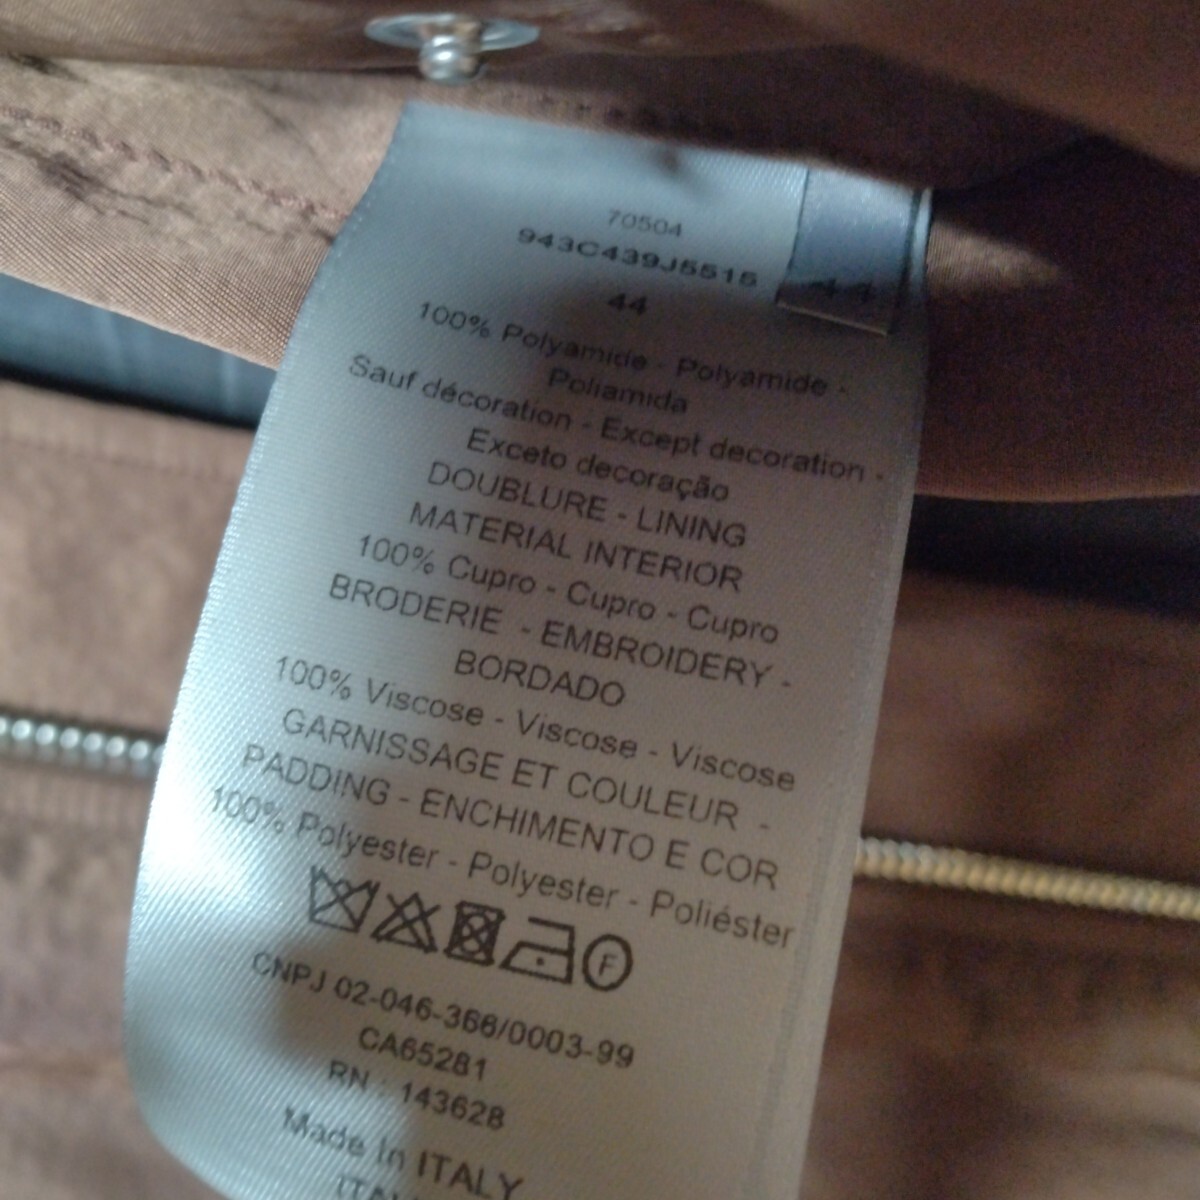 70504
943C439J5515
44
44
100% Polyamide - Polyamide -
Poliamida
Sauf décoration - Except decoration -
Exceto decoração
DOUBLURE - LINING
MATERIAL INTERIOR
100% Cupro - Cupro - Cupro
BRODERIE - EMBROIDERY -
BORDADO
100% Viscose - Viscose - Viscose
GARNISSAGE ET COULEUR -
PADDING - ENCHIMENTO E COR
100% Polyester - Polyester - Poliéster
F
CNPJ 02-046-366/0003-99
CA65281
RN : 143628
Made In ITALY